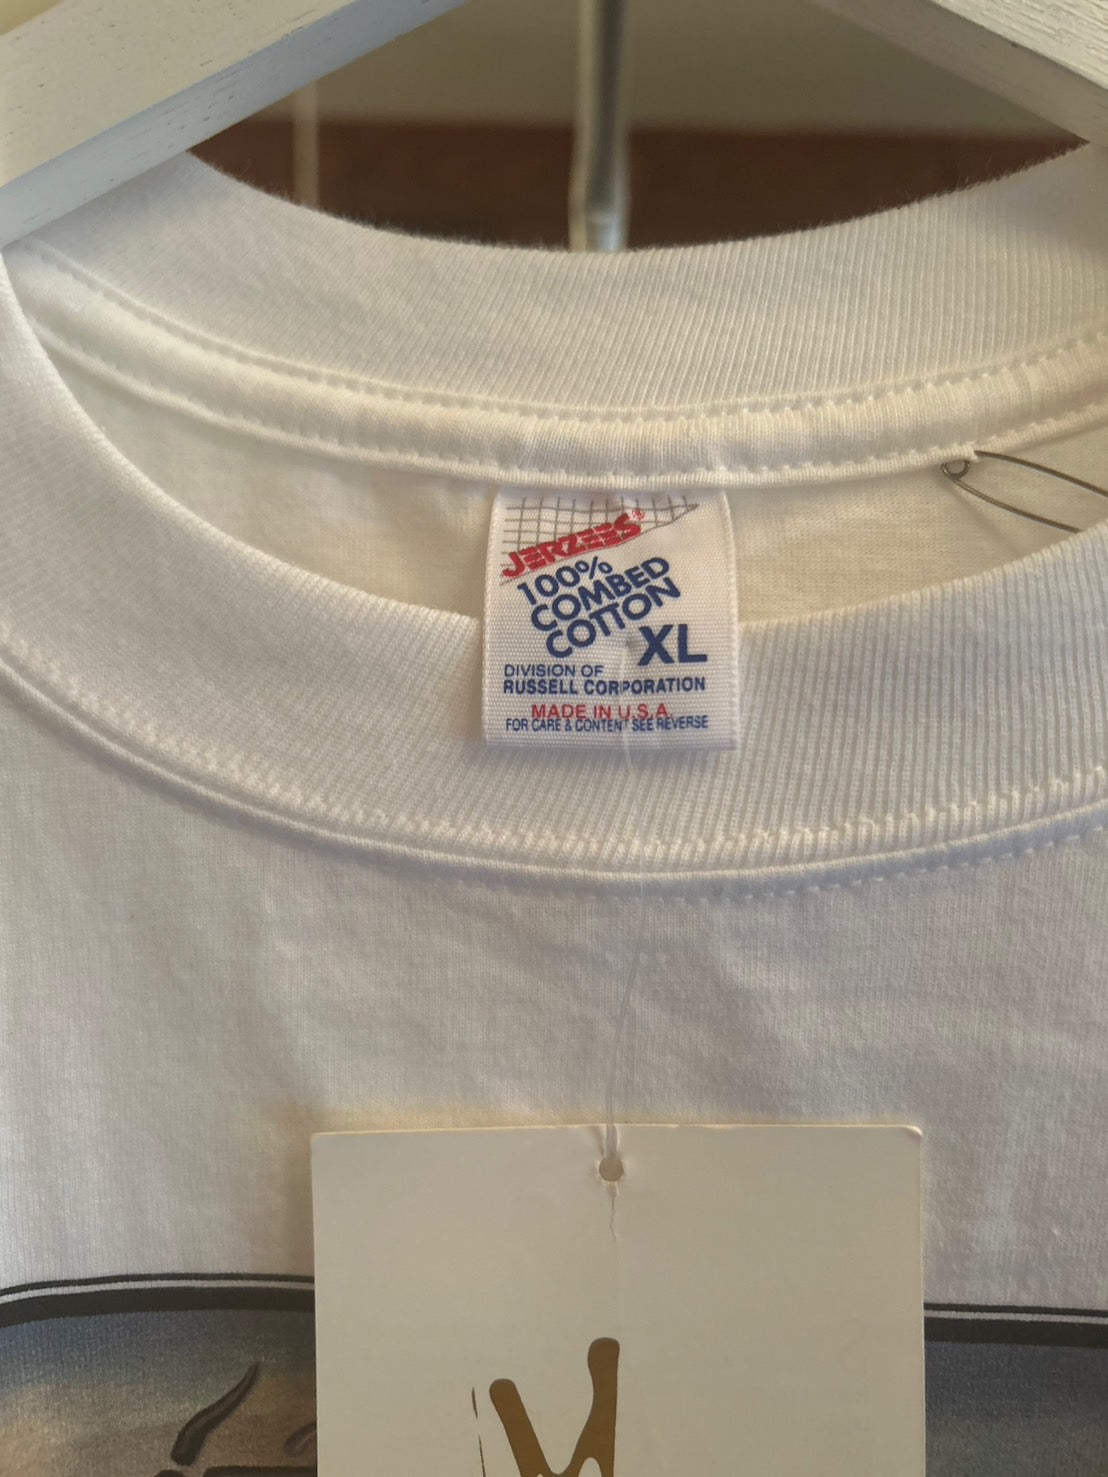 JERZEES®
100%
COMBED
COTTON
XL
DIVISION OF
RUSSELL CORPORATION
MADE IN U.S.A.
FOR CARE & CONTENT SEE REVERSE